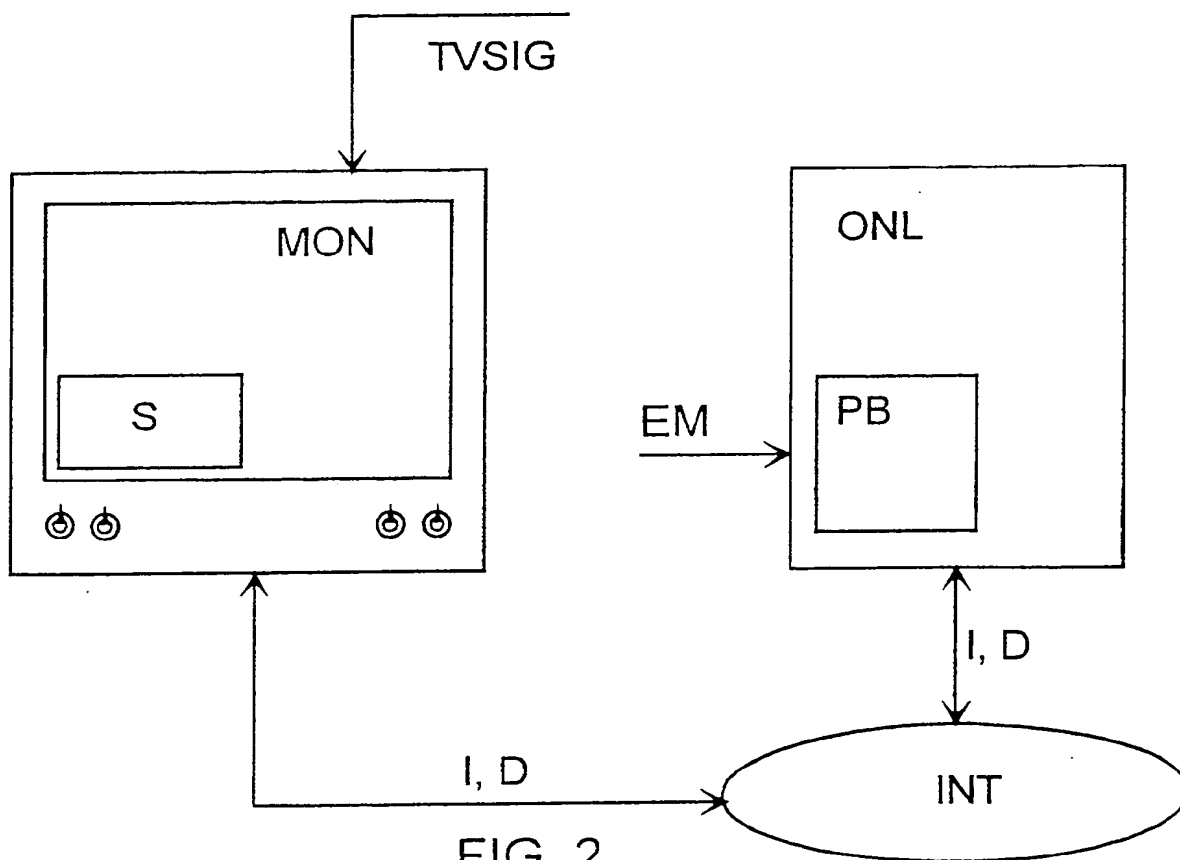 TVSIG
MON
ONL
S
EM
PB
I, D
I, D
INT
FIG. 2